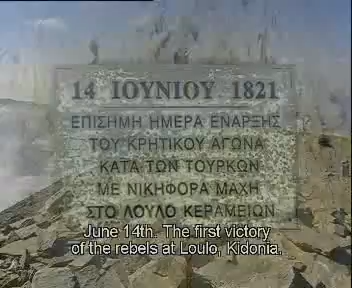 14 ΙΟΥΝΙΟΥ 1821
ΕΠΙΣΗΜΗ ΗΜΕΡΑ ΕΝΑΡΞΗΣ
ΤΟΥ ΚΡΗΤΙΚΟΥ ΑΓΩΝΑ
ΚΑΤΑ ΤΩΝ ΤΟΥΡΚΩΝ
ΜΕ ΝΙΚΗΦΟΡΑ ΜΑΧΗ
ΣΤΟ ΛΟΥΛΟ ΚΕΡΑΜΕΙΩΝ
June 14th. The first victory
of the rebels at Loulo, Kidonia.